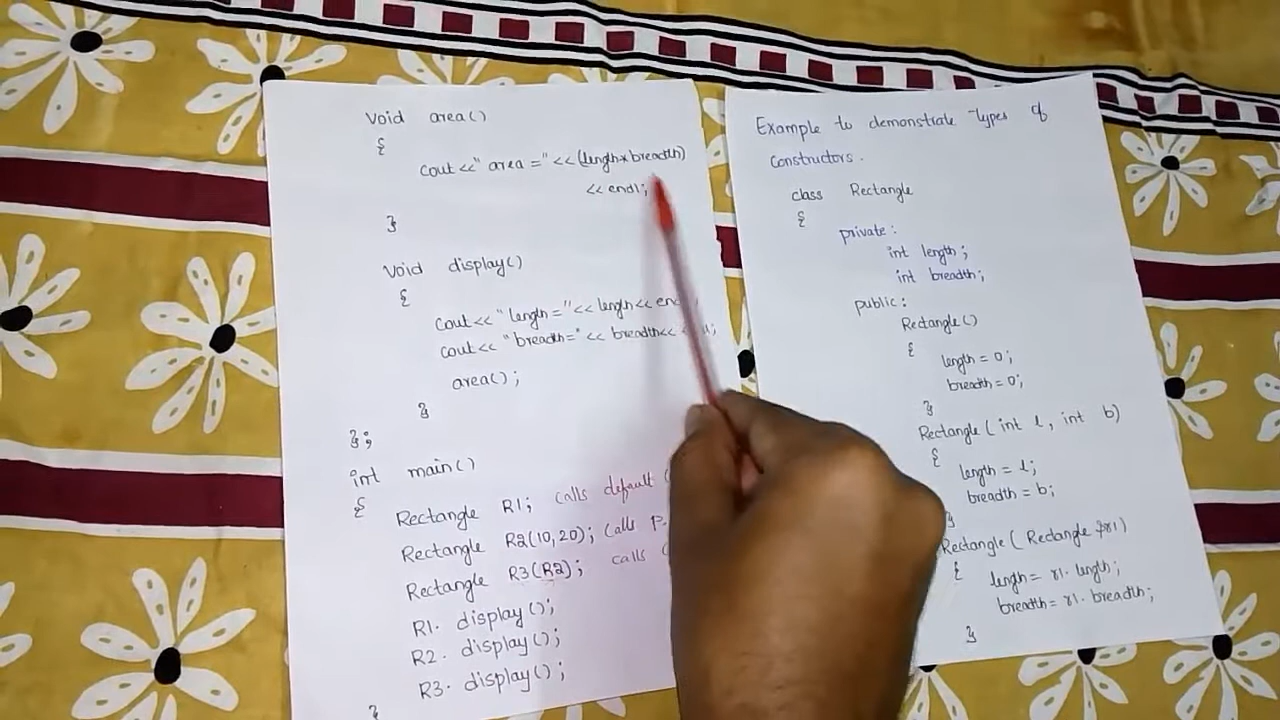 Void area()
{
cout<<"area ="<<(length*breadth)
<<endl;
}
Void display()
{
cout<<"length="<<length<<
cout<<"breadth="<<breadth<<
area();
}
};
int main()
{
Rectangle R1; calls default
Rectangle R2(10,20); calls P.
Rectangle R3(R2); calls
R1. display();
R2. display();
R3. display();
}
Example to demonstrate types of
Constructors.
class Rectangle
{
private:
int length;
int breadth;
public:
Rectangle()
{
length = 0;
breadth = 0;
}
Rectangle(int l, int b)
{
length = l;
breadth = b;
}
Rectangle(Rectangle &r1)
{
length = r1. length;
breadth = r1. breadth;
}